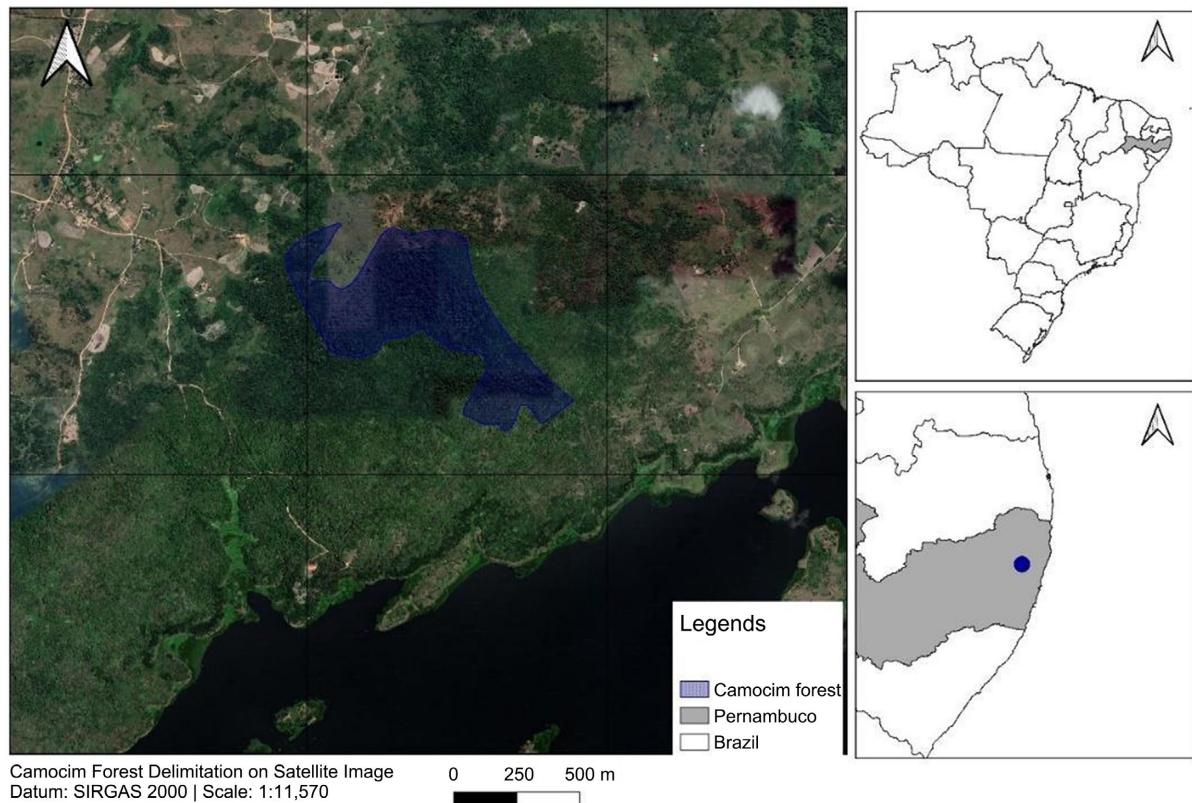 Legends
Camocim forest
Pernambuco
Brazil
Camocim Forest Delimitation on Satellite Image
Datum: SIRGAS 2000 | Scale: 1:11,570
0 250 500 m